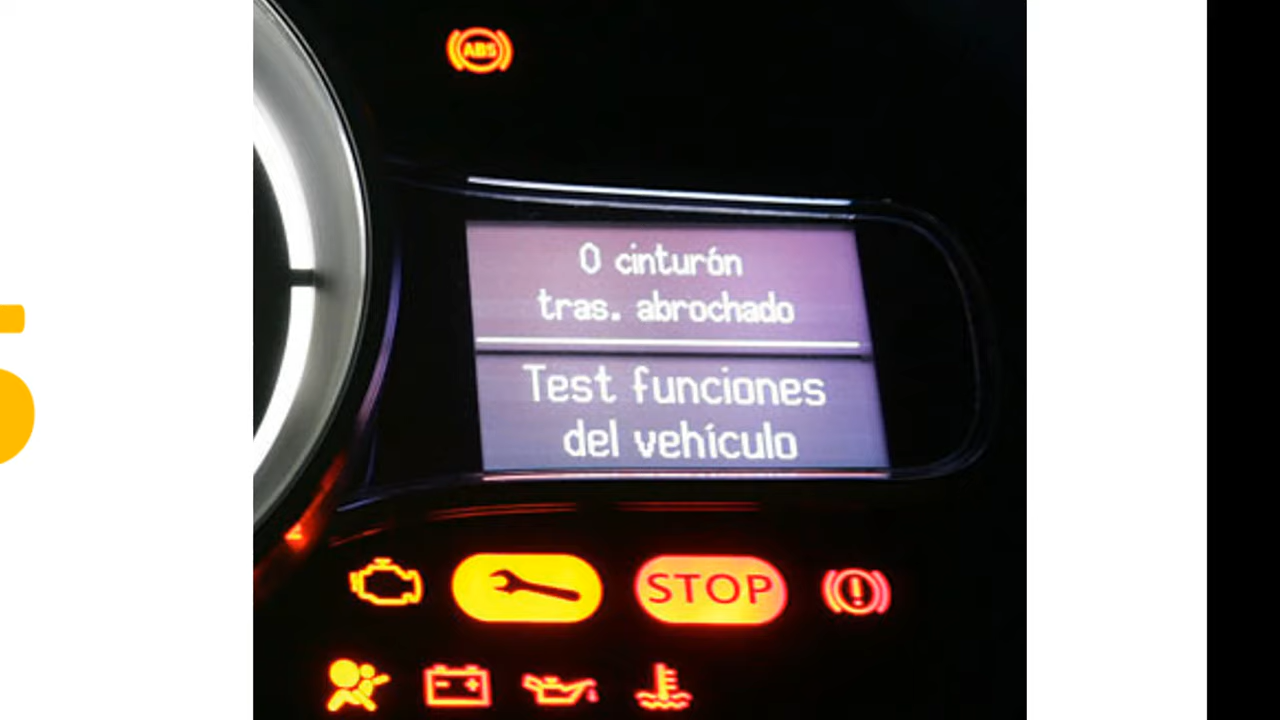 ABS
0 cinturón
tras. abrochado
Test funciones
del vehículo
STOP